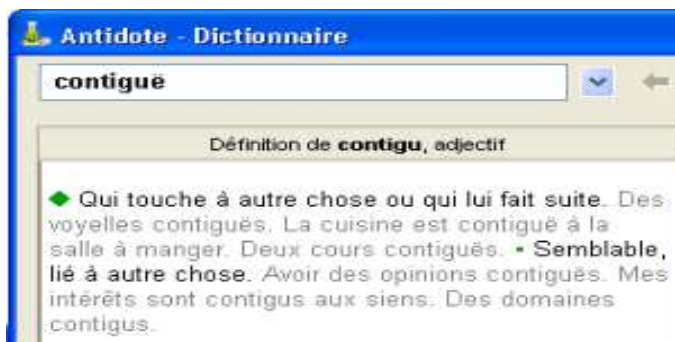 Antidote - Dictionnaire
contiguë
Définition de contigu, adjectif
Qui touche à autre chose ou qui lui fait suite. Des
voyelles contiguës. La cuisine est contiguë à la
salle à manger. Deux cours contiguës. ▪ Semblable,
lié à autre chose. Avoir des opinions contiguës. Mes
intérêts sont contigus aux siens. Des domaines
contigus.